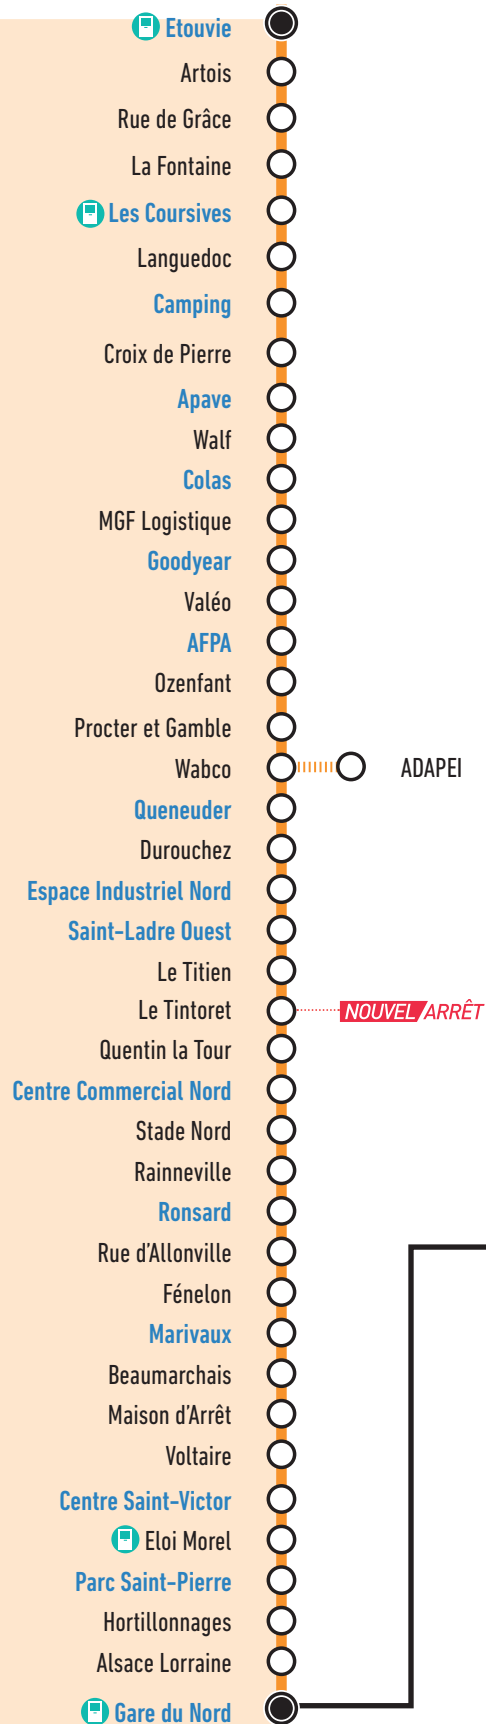 Etouvie
Artois
Rue de Grâce
La Fontaine
Les Coursives
Languedoc
Camping
Croix de Pierre
Apave
Walf
Colas
MGF Logistique
Goodyear
Valéo
AFPA
Ozenfant
Procter et Gamble
Wabco ADAPEI
Queneuder
Durouchez
Espace Industriel Nord
Saint-Ladre Ouest
Le Titien
Le Tintoret NOUVEL ARRÊT
Quentin la Tour
Centre Commercial Nord
Stade Nord
Rainneville
Ronsard
Rue d'Allonville
Fénelon
Marivaux
Beaumarchais
Maison d'Arrêt
Voltaire
Centre Saint-Victor
Eloi Morel
Parc Saint-Pierre
Hortillonnages
Alsace Lorraine
Gare du Nord